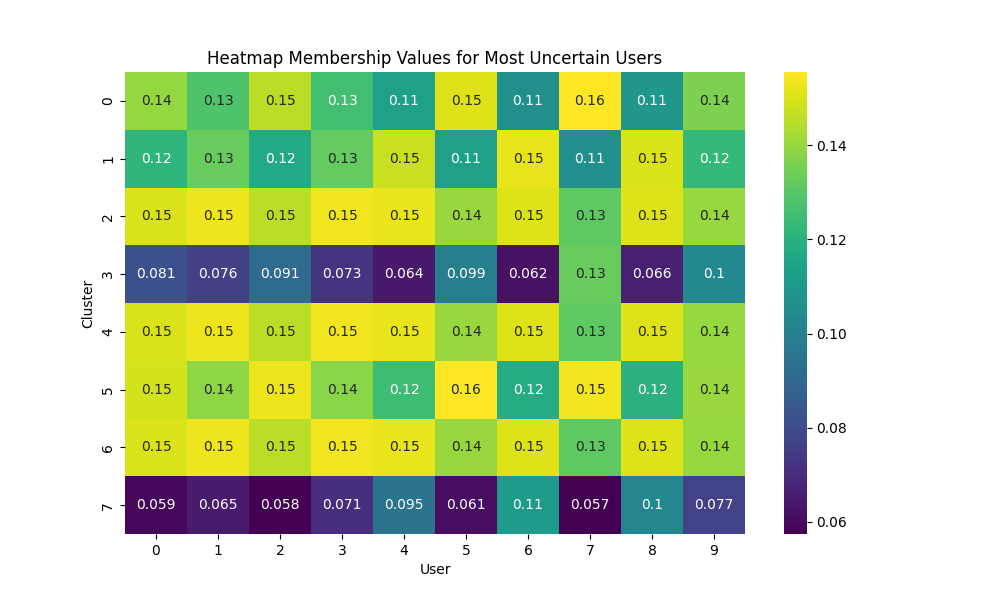 Heatmap Membership Values for Most Uncertain Users
0 0.14 0.13 0.15 0.13 0.11 0.15 0.11 0.16 0.11 0.14
1 0.12 0.13 0.12 0.13 0.15 0.11 0.15 0.11 0.15 0.12
2 0.15 0.15 0.15 0.15 0.15 0.14 0.15 0.13 0.15 0.14
3 0.081 0.076 0.091 0.073 0.064 0.099 0.062 0.13 0.066 0.1
4 0.15 0.15 0.15 0.15 0.15 0.14 0.15 0.13 0.15 0.14
5 0.15 0.14 0.15 0.14 0.12 0.16 0.12 0.15 0.12 0.14
6 0.15 0.15 0.15 0.15 0.15 0.14 0.15 0.13 0.15 0.14
7 0.059 0.065 0.058 0.071 0.095 0.061 0.11 0.057 0.1 0.077
0 1 2 3 4 5 6 7 8 9
User
Cluster
0.14
0.12
0.10
0.08
0.06